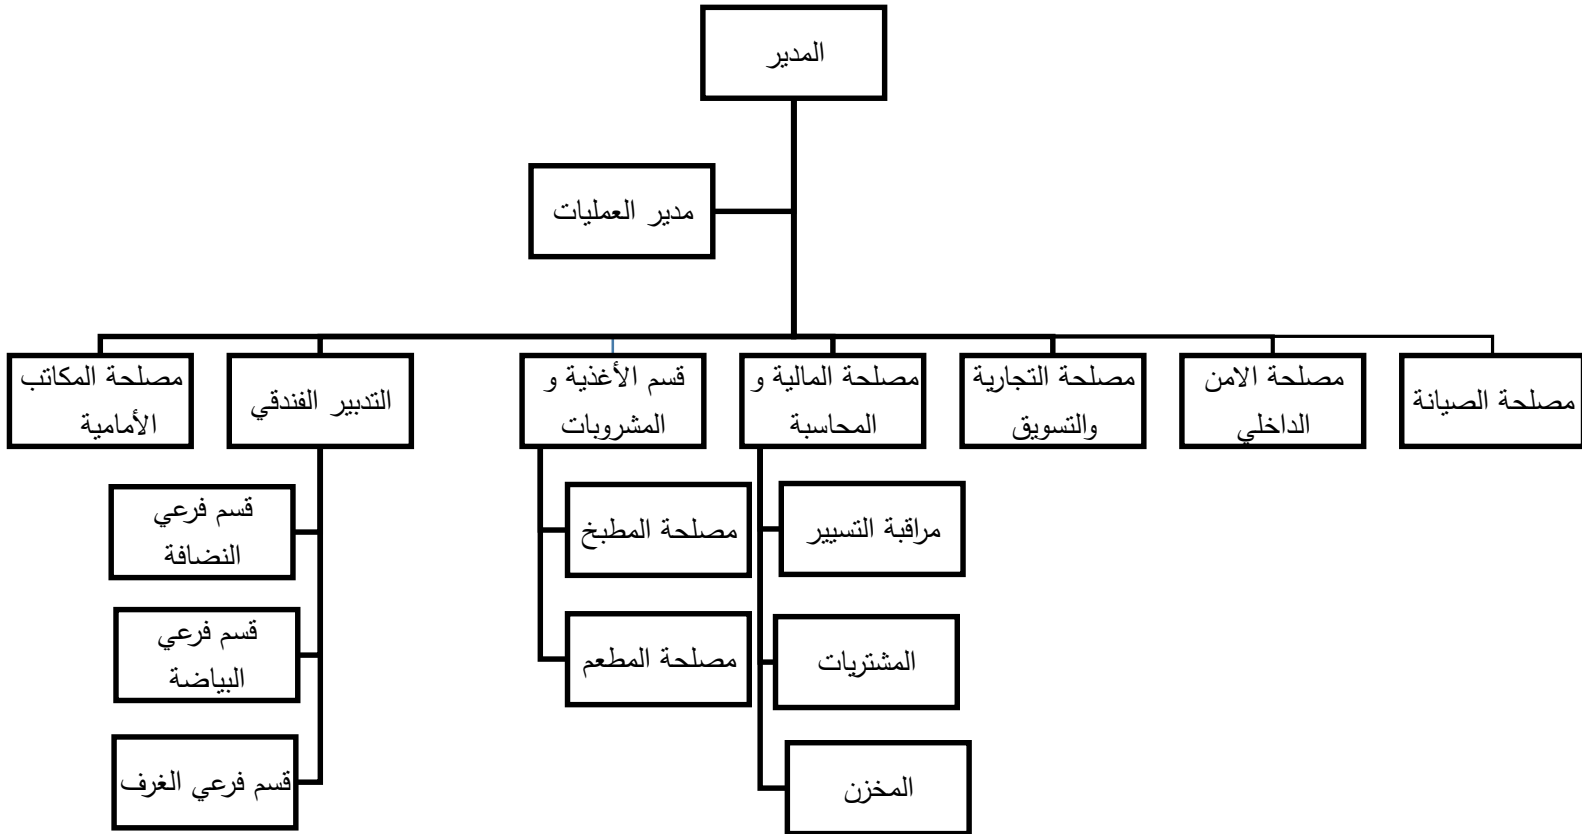 المدير
مدير العمليات
مصلحة الصيانة
مصلحة الامن
الداخلي
مصلحة التجارية
والتسويق
مصلحة المالية و
المحاسبة
قسم الأغذية و
المشروبات
التدبير الفندقي
مصلحة المكاتب
الأمامية
مراقبة التسيير
المشتريات
المخزن
مصلحة المطبخ
مصلحة المطعم
قسم فرعي
النضافة
قسم فرعي
البياضة
قسم فرعي الغرف